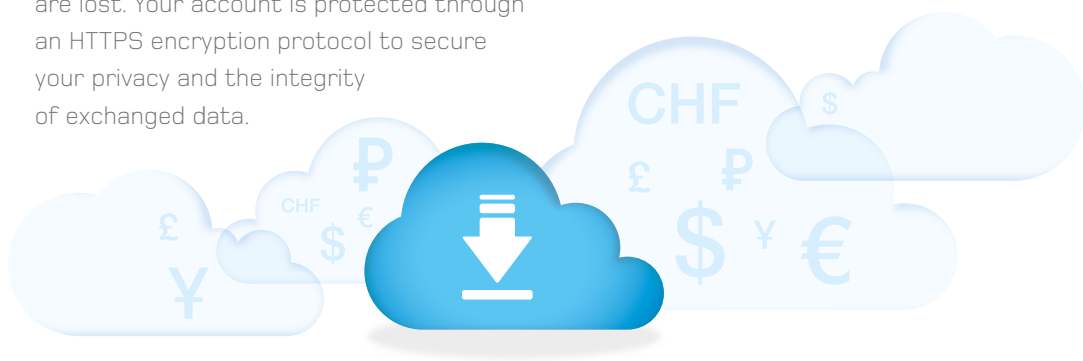 are lost. Your account is protected through
an HTTPS encryption protocol to secure
your privacy and the integrity
of exchanged data.
CHF
$
₽
£
₽
CHF
€
£
$
$
¥
€
¥